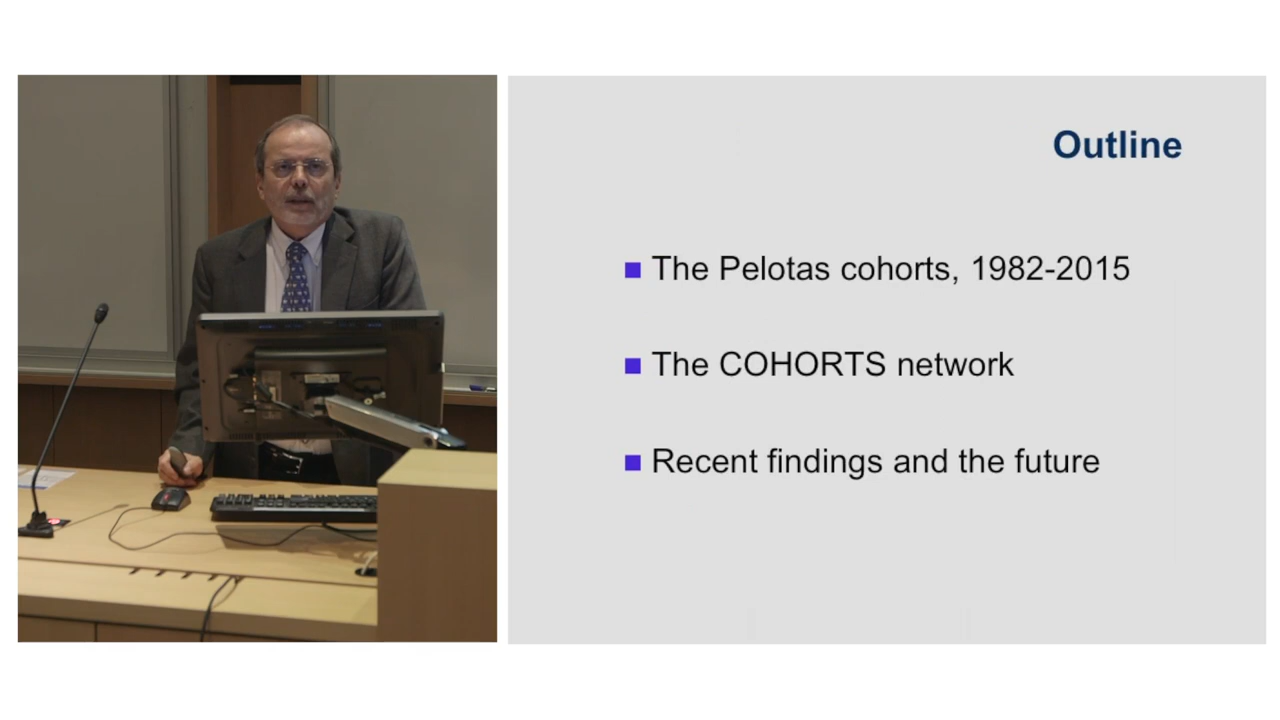 Outline
The Pelotas cohorts, 1982-2015
The COHORTS network
Recent findings and the future